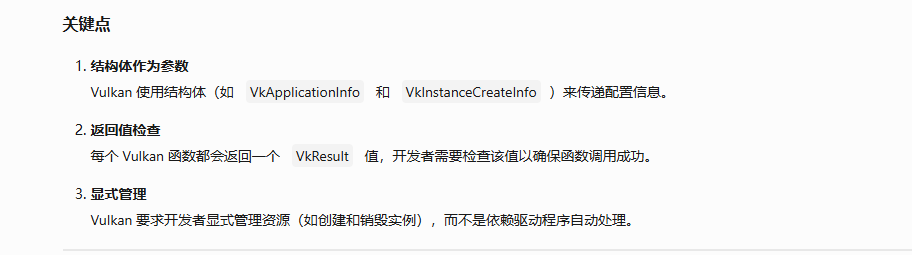 关键点
1. 结构体作为参数
Vulkan 使用结构体（如 VkApplicationInfo 和 VkInstanceCreateInfo ）来传递配置信息。
2. 返回值检查
每个 Vulkan 函数都会返回一个 VkResult 值，开发者需要检查该值以确保函数调用成功。
3. 显式管理
Vulkan 要求开发者显式管理资源（如创建和销毁实例），而不是依赖驱动程序自动处理。